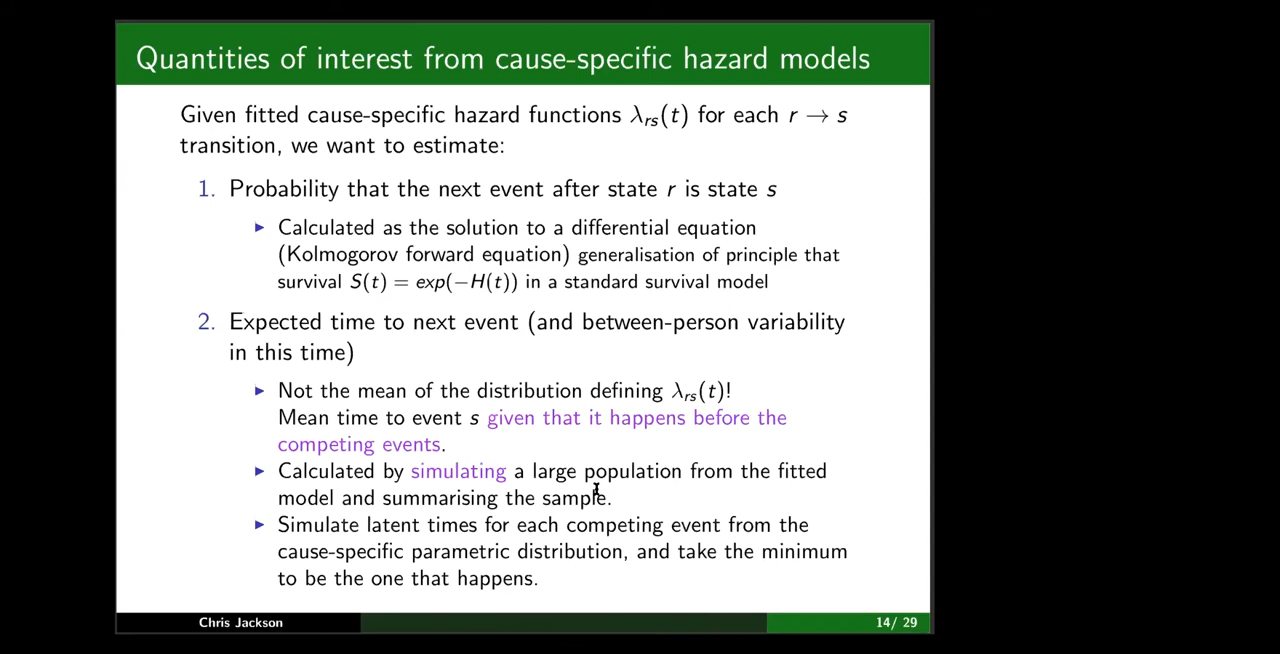 Quantities of interest from cause-specific hazard models
Given fitted cause-specific hazard functions λrs(t) for each r → s
transition, we want to estimate:
1. Probability that the next event after state r is state s
▶ Calculated as the solution to a differential equation
(Kolmogorov forward equation) generalisation of principle that
survival S(t) = exp(−H(t)) in a standard survival model
2. Expected time to next event (and between-person variability
in this time)
▶ Not the mean of the distribution defining λrs(t)!
Mean time to event s given that it happens before the
competing events.
▶ Calculated by simulating a large population from the fitted
model and summarising the sample.
▶ Simulate latent times for each competing event from the
cause-specific parametric distribution, and take the minimum
to be the one that happens.
Chris Jackson
14/ 29